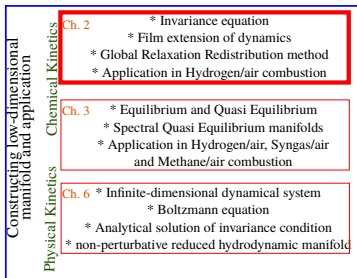 Constructing low-dimensional
manifold and application
Chemical Kinetics
Ch. 2
* Invariance equation
* Film extension of dynamics
* Global Relaxation Redistribution method
* Application in Hydrogen/air combustion
Ch. 3
* Equilibrium and Quasi Equilibrium
* Spectral Quasi Equilibrium manifolds
* Application in Hydrogen/air, Syngas/air
and Methane/air combustion
Physical Kinetics
Ch. 6
* Infinite-dimensional dynamical system
* Boltzmann equation
* Analytical solution of invariance condition
* non-perturbative reduced hydrodynamic manifold